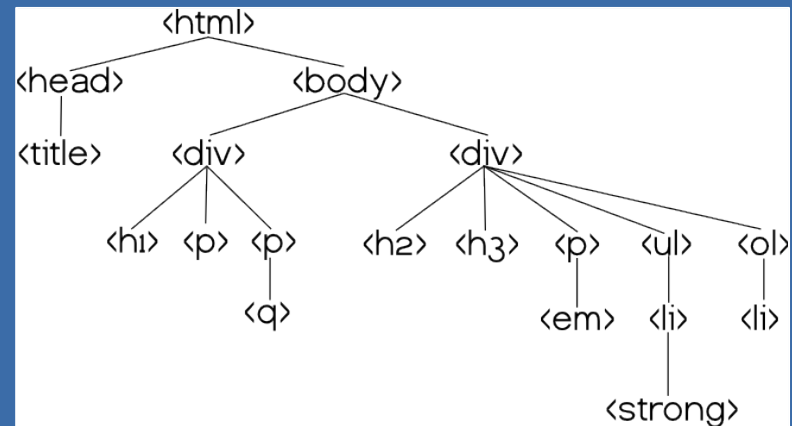 <html>
<head> <body>
<title> <div> <div>
<h1> <p> <p> <h2> <h3> <p> <ul> <ol>
<q> <em> <li> <li>
<strong>